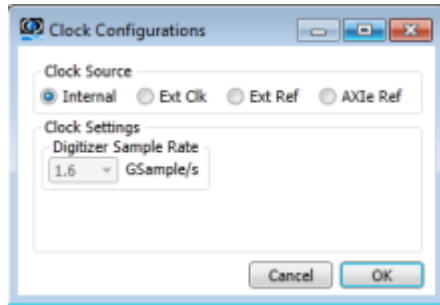 Clock Configurations
Clock Source
Internal Ext Clk Ext Ref AXIe Ref
Clock Settings
Digitizer Sample Rate
1.6 GSample/s
Cancel OK